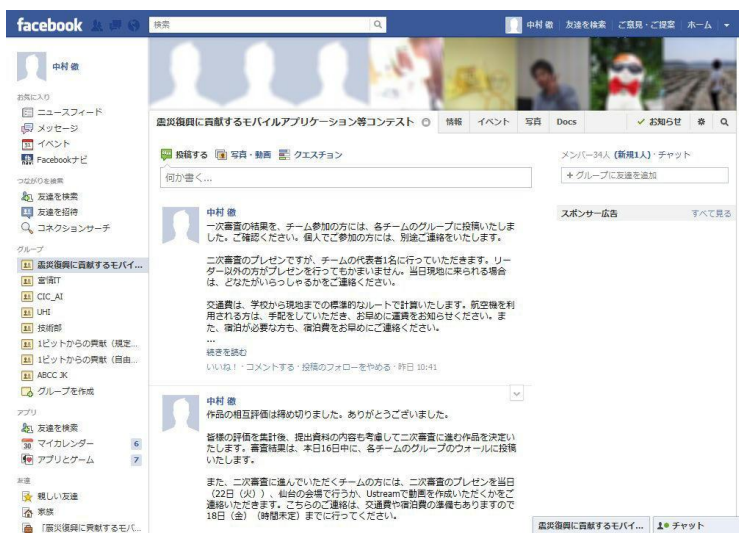 facebook
検索
中村 徹 友達を検索 ご意見・ご提案 ホーム
中村 徹
お気に入り
ニュースフィード
メッセージ
イベント
Facebookナビ
つながりを検索
友達を検索
友達を招待
コネクションサーチ
グループ
震災復興に貢献するモバイ...
宮情IT
CIC_AI
UHI
技術部
1ビットからの貢献（規定...
1ビットからの貢献（自由...
ABCC JK
グループを作成
アプリ
友達を検索
マイカレンダー 6
アプリとゲーム 7
友達
親しい友達
家族
「震災復興に貢献するモバ...
震災復興に貢献するモバイルアプリケーション等コンテスト 情報 イベント 写真 Docs お知らせ
投稿する 写真・動画 クエスチョン
何か書く...
中村 徹
一次審査の結果を、チーム参加の方には、各チームのグループに投稿いたしま
した。ご確認ください。個人でご参加の方には、別途ご連絡をいたします。
二次審査のプレゼンですが、チームの代表者1名に行っていただきます。リー
ダー以外の方がプレゼンを行ってもかまいません。当日現地に来られる場合
は、どなたがいらっしゃるかをご連絡ください。
交通費は、学校から現地までの標準的なルートで計算いたします。航空機を利
用される方は、手配をしていただき、お早めに運賃をお知らせください。ま
た、宿泊が必要な方も、宿泊費をお早めにご連絡ください。
...
続きを読む
いいね！・コメントする・投稿のフォローをやめる・昨日 10:41
中村 徹
作品の相互評価は締め切りました。ありがとうございました。
皆様の評価を集計後、提出資料の内容も考慮して二次審査に進む作品を決定い
たします。審査結果は、本日16日中に、各チームのグループのウォールに投稿
いたします。
また、二次審査に進んでいただくチームの方には、二次審査のプレゼンを当日
（22日（火））、仙台の会場で行うか、Ustreamで動画を作成いただくかをご
連絡いただきます。こちらのご連絡は、交通費や宿泊費の準備もありますので
18日（金）（時間未定）までに行ってください。
メンバー34人 (新規1人)・チャット
+ グループに友達を追加
スポンサー広告 すべて見る
震災復興に貢献するモバイ... 1 チャット